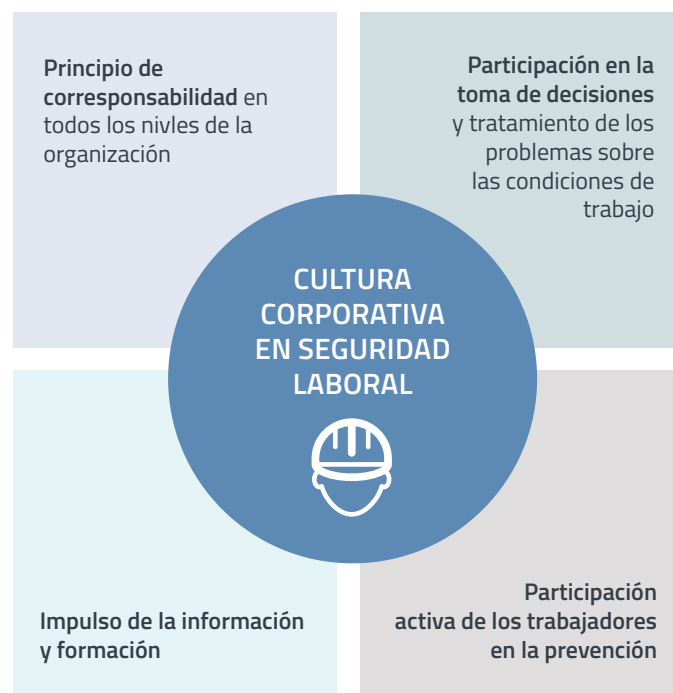 Principio de
corresponsabilidad en
todos los nivles de la
organización
Participación en la
toma de decisiones
y tratamiento de los
problemas sobre
las condiciones de
trabajo
CULTURA
CORPORATIVA
EN SEGURIDAD
LABORAL
Impulso de la información
y formación
Participación
activa de los trabajadores
en la prevención